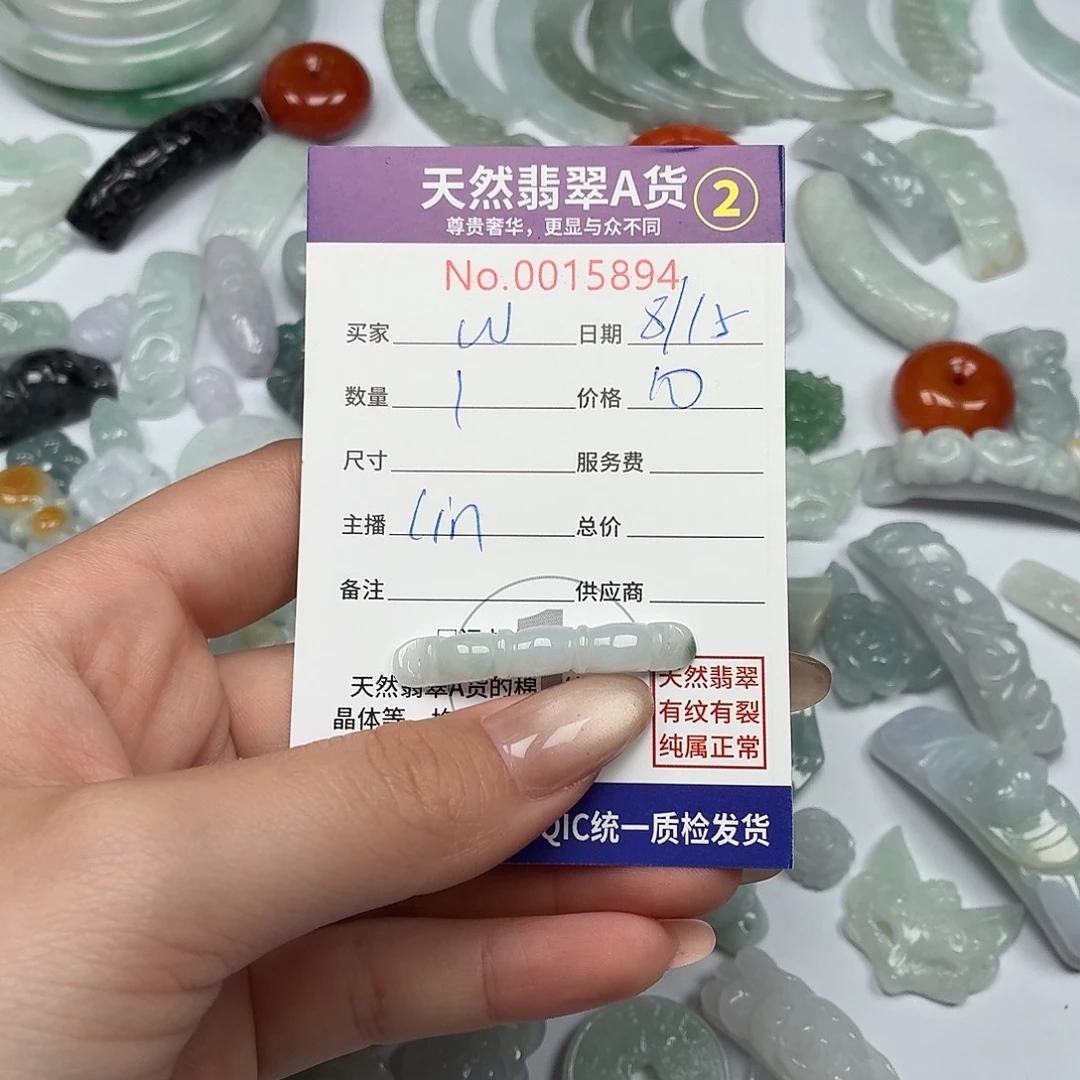 天然翡翠A货 2
尊贵奢华，更显与众不同
No.0015894
买家 W 日期 8/15
数量 1 价格 10
尺寸 服务费
主播 Lin 总价
备注 供应商
天然翡翠A货的棉
晶体等
天然翡翠
有纹有裂
纯属正常
QIC统一质检发货